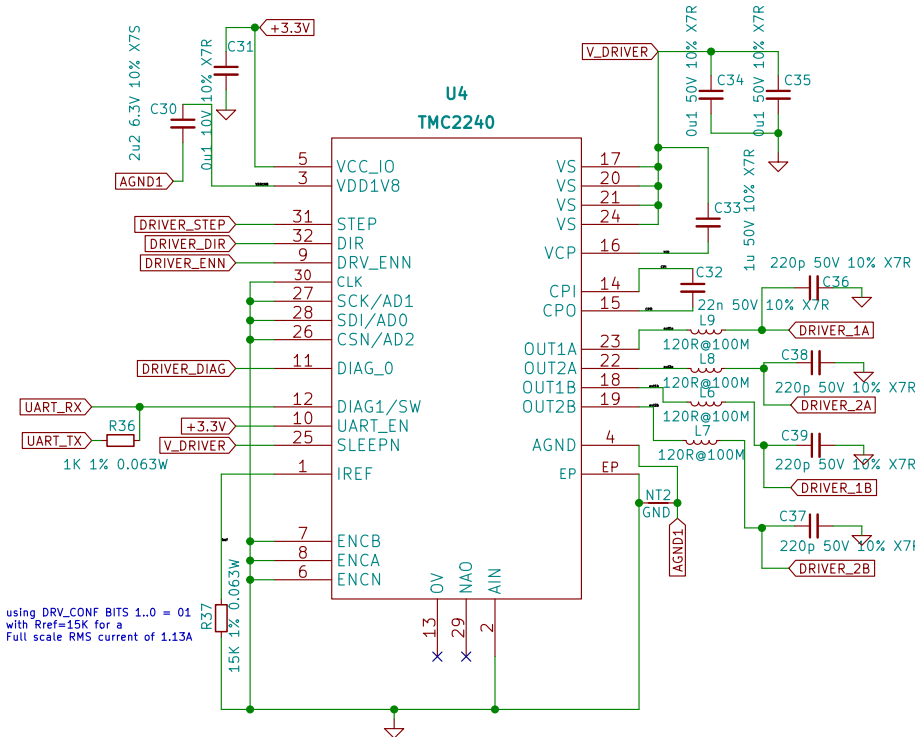 +3.3V
C31
2u2 6.3V 10% X7S
0u1 10V 10% X7R
C30
AGND1
U4
TMC2240
V_DRIVER
0u1 50V 10% X7R
C34
0u1 50V 10% X7R
C35
C33
1u 50V 10% X7R
5 VCC_IO
3 VDD1V8
DRIVER_STEP 31 STEP
DRIVER_DIR 32 DIR
DRIVER_ENN 9 DRV_ENN
30 CLK
27 SCK/AD1
28 SDI/AD0
26 CSN/AD2
DRIVER_DIAG 11 DIAG_0
UART_RX 12 DIAG1/SW
UART_TX R36
1K 1% 0.063W
+3.3V 10 UART_EN
V_DRIVER 25 SLEEPN
1 IREF
7 ENCB
8 ENCA
6 ENCN
VS 17
VS 20
VS 21
VS 24
VCP 16
CPI 14
CPO 15
C32
22n 50V 10% X7R
OUT1A 23
OUT2A 22
OUT1B 18
OUT2B 19
AGND 4
EP EP
L9
120R@100M
L8
120R@100M
L6
120R@100M
L7
120R@100M
220p 50V 10% X7R
C36
DRIVER_1A
C38
220p 50V 10% X7R
DRIVER_2A
C39
220p 50V 10% X7R
DRIVER_1B
C37
220p 50V 10% X7R
DRIVER_2B
NT2
GND
AGND1
OV
13
NAO
29
AIN
2
R37
15K 1% 0.063W
using DRV_CONF BITS 1..0 = 01
with Rref=15K for a
Full scale RMS current of 1.13A